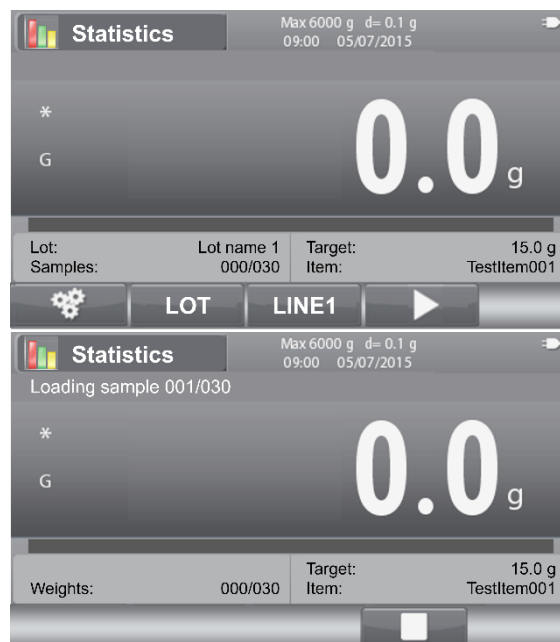 Statistics
Max 6000 g d= 0.1 g
09:00 05/07/2015
*
G
0.0 g
Lot: Lot name 1 Target: 15.0 g
Samples: 000/030 Item: TestItem001
LOT LINE1
Statistics
Max 6000 g d= 0.1 g
09:00 05/07/2015
Loading sample 001/030
*
G
0.0 g
Target: 15.0 g
Weights: 000/030 Item: TestItem001